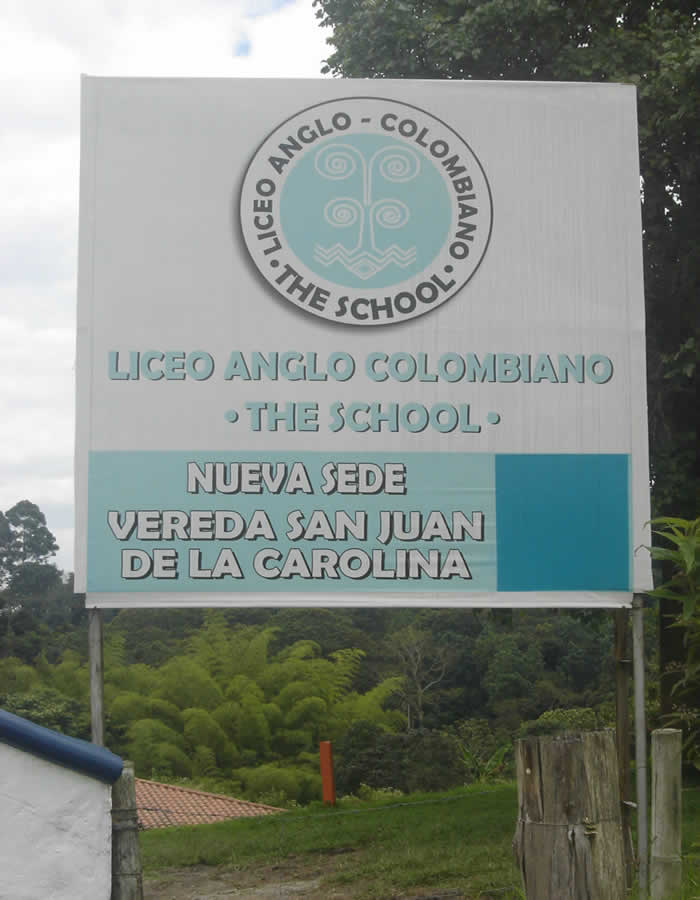 LICEO ANGLO - COLOMBIANO
• THE SCHOOL •
LICEO ANGLO COLOMBIANO
• THE SCHOOL •
NUEVA SEDE
VEREDA SAN JUAN
DE LA CAROLINA